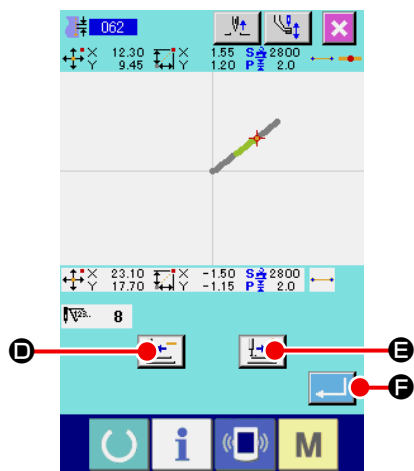 062
X 12.30 X 1.55 S 2800
Y 9.45 Y 1.20 P 2.0
X 23.10 X -1.50 S 2800
Y 17.70 Y -1.15 P 2.0
N123.. 8
D E
F
i M